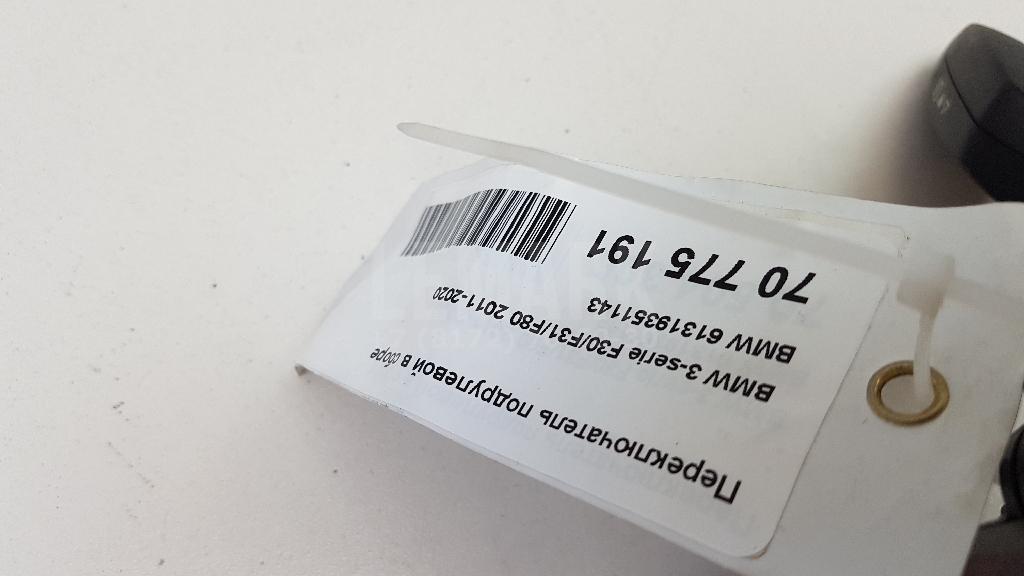 Переключатель подрулевой в сборе
BMW 3-serie F30/F31/F80 2011-2020
BMW 61319351143
70 775 191